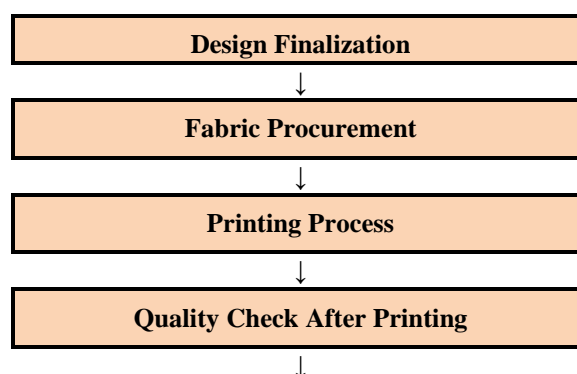 Design Finalization
↓
Fabric Procurement
↓
Printing Process
↓
Quality Check After Printing
↓